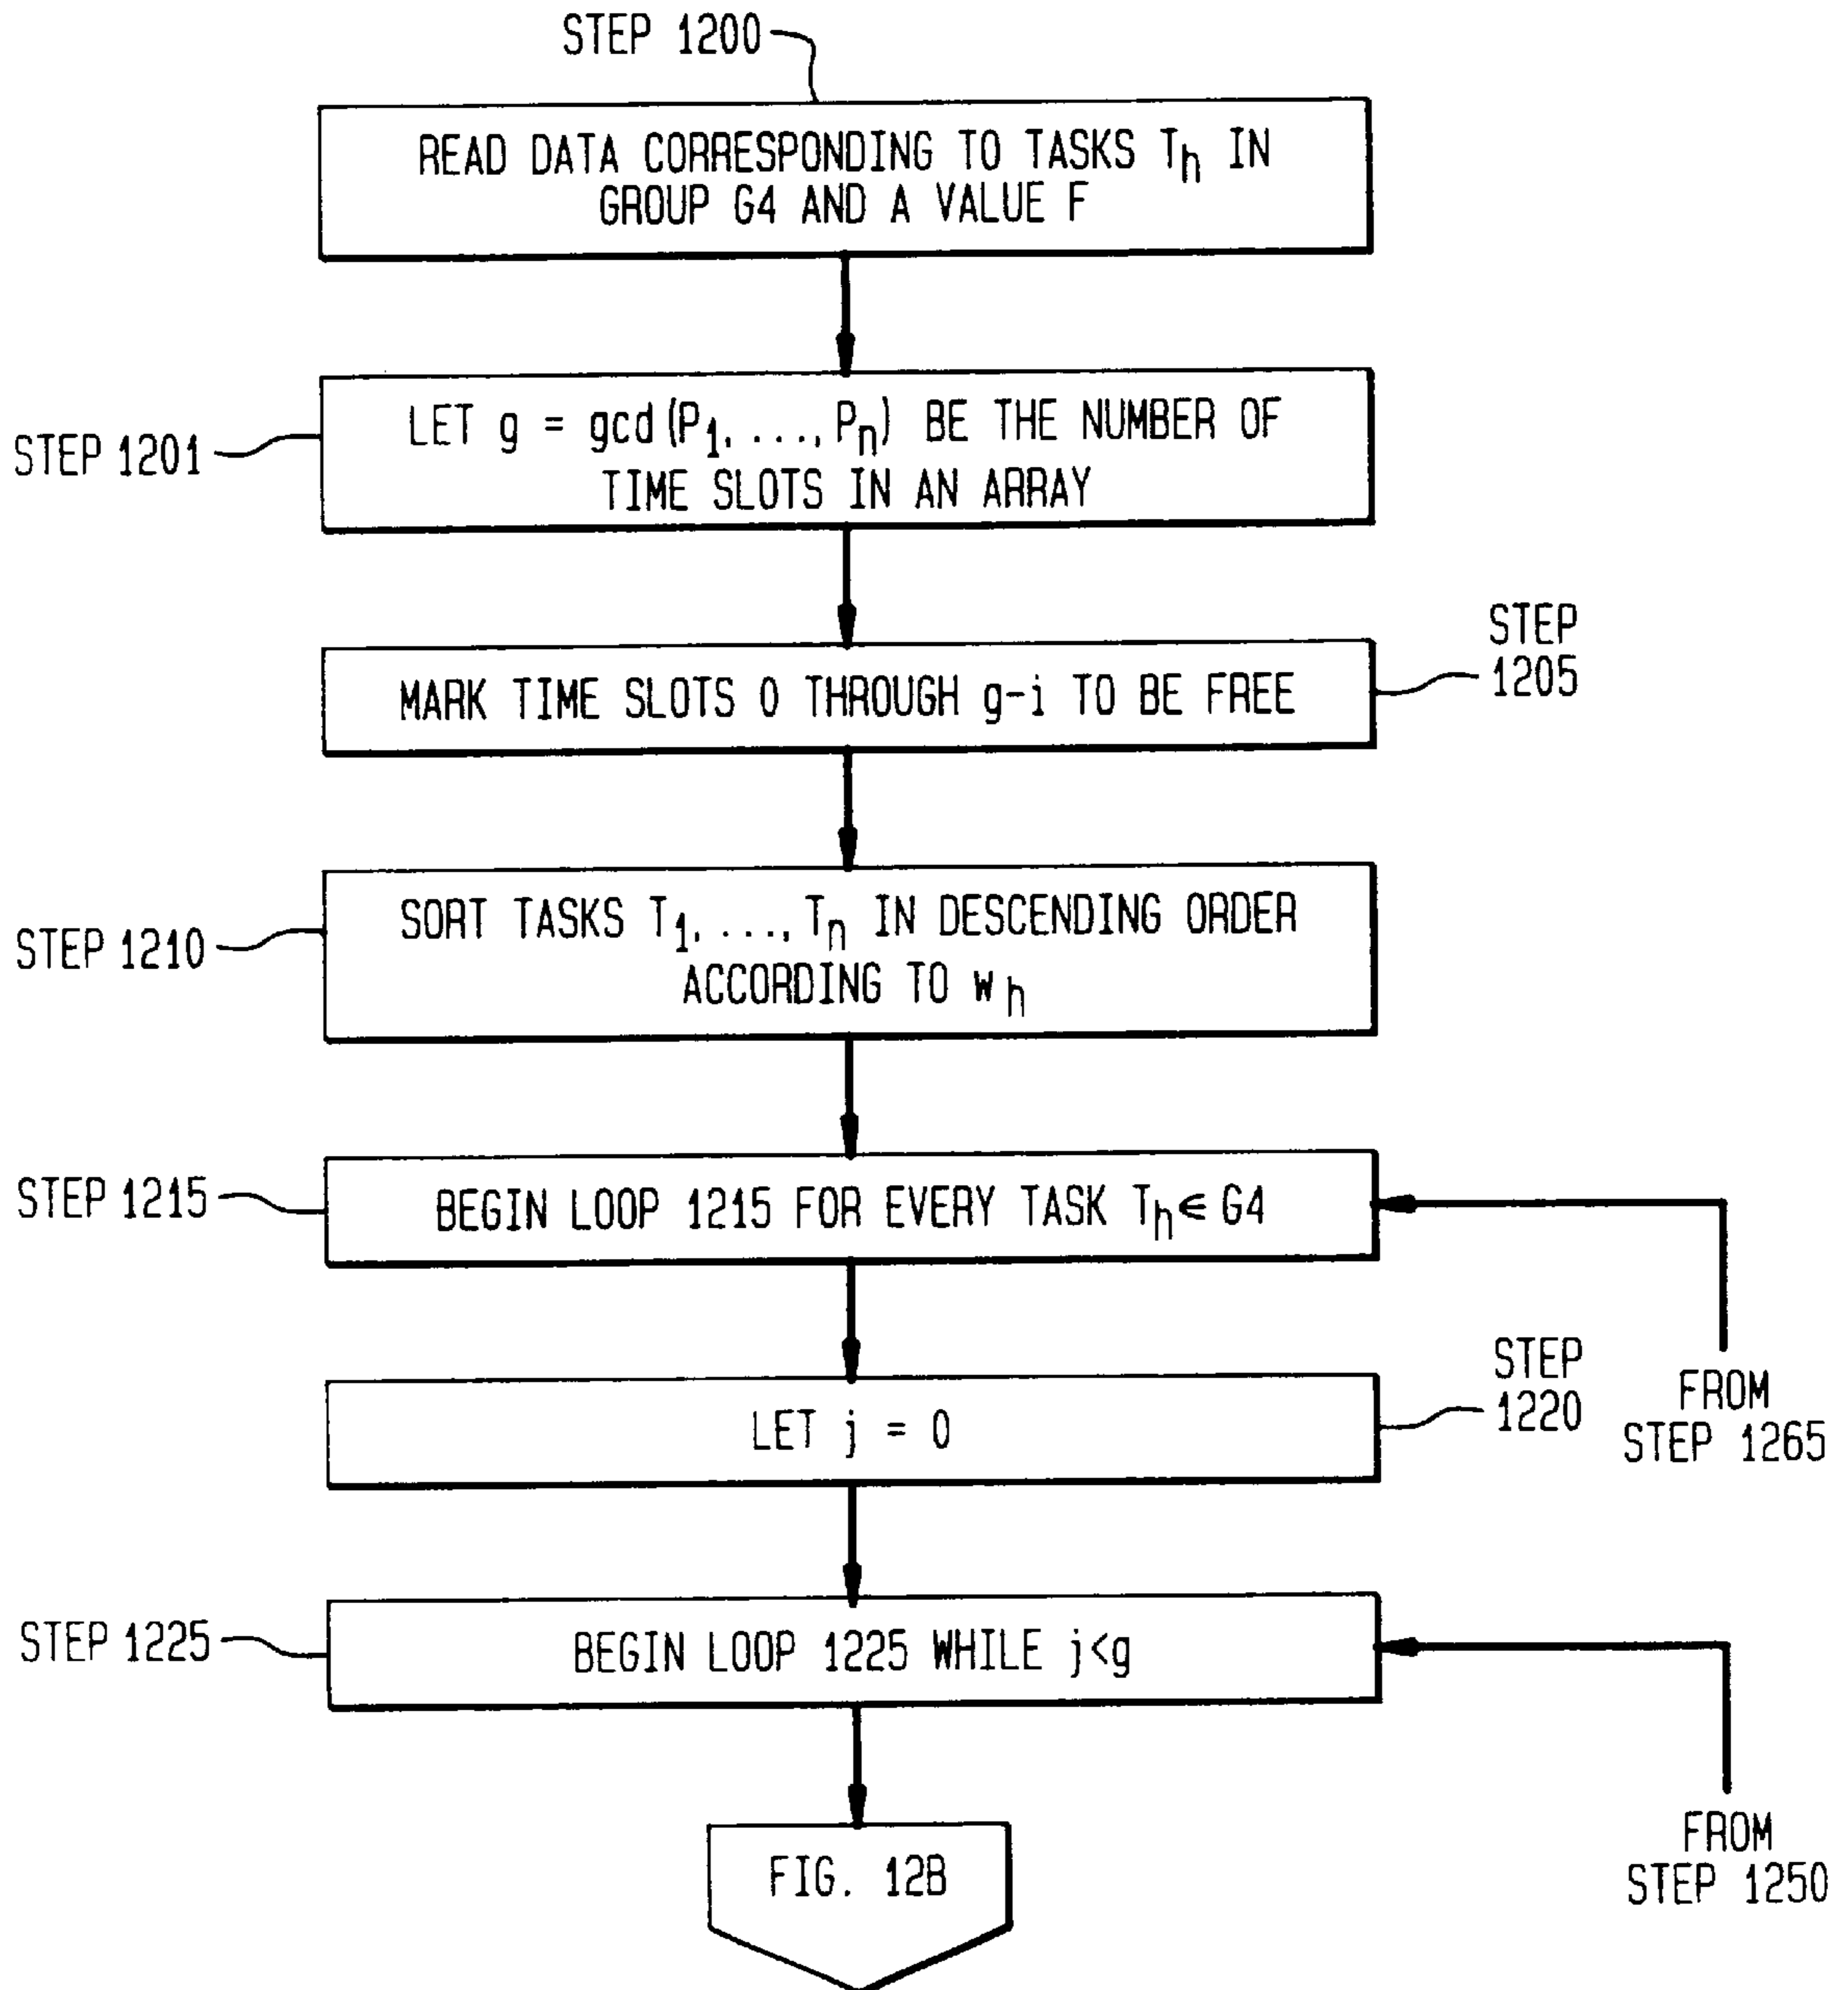 STEP 1200
READ DATA CORRESPONDING TO TASKS Th IN
GROUP G4 AND A VALUE F
STEP 1201
LET g = gcd(P1, ..., Pn) BE THE NUMBER OF
TIME SLOTS IN AN ARRAY
STEP
1205
MARK TIME SLOTS 0 THROUGH g-i TO BE FREE
STEP 1210
SORT TASKS T1, ..., Tn IN DESCENDING ORDER
ACCORDING TO wh
STEP 1215
BEGIN LOOP 1215 FOR EVERY TASK Th ∈ G4
STEP
1220
LET j = 0
FROM
STEP 1265
STEP 1225
BEGIN LOOP 1225 WHILE j<g
FROM
STEP 1250
FIG. 12B